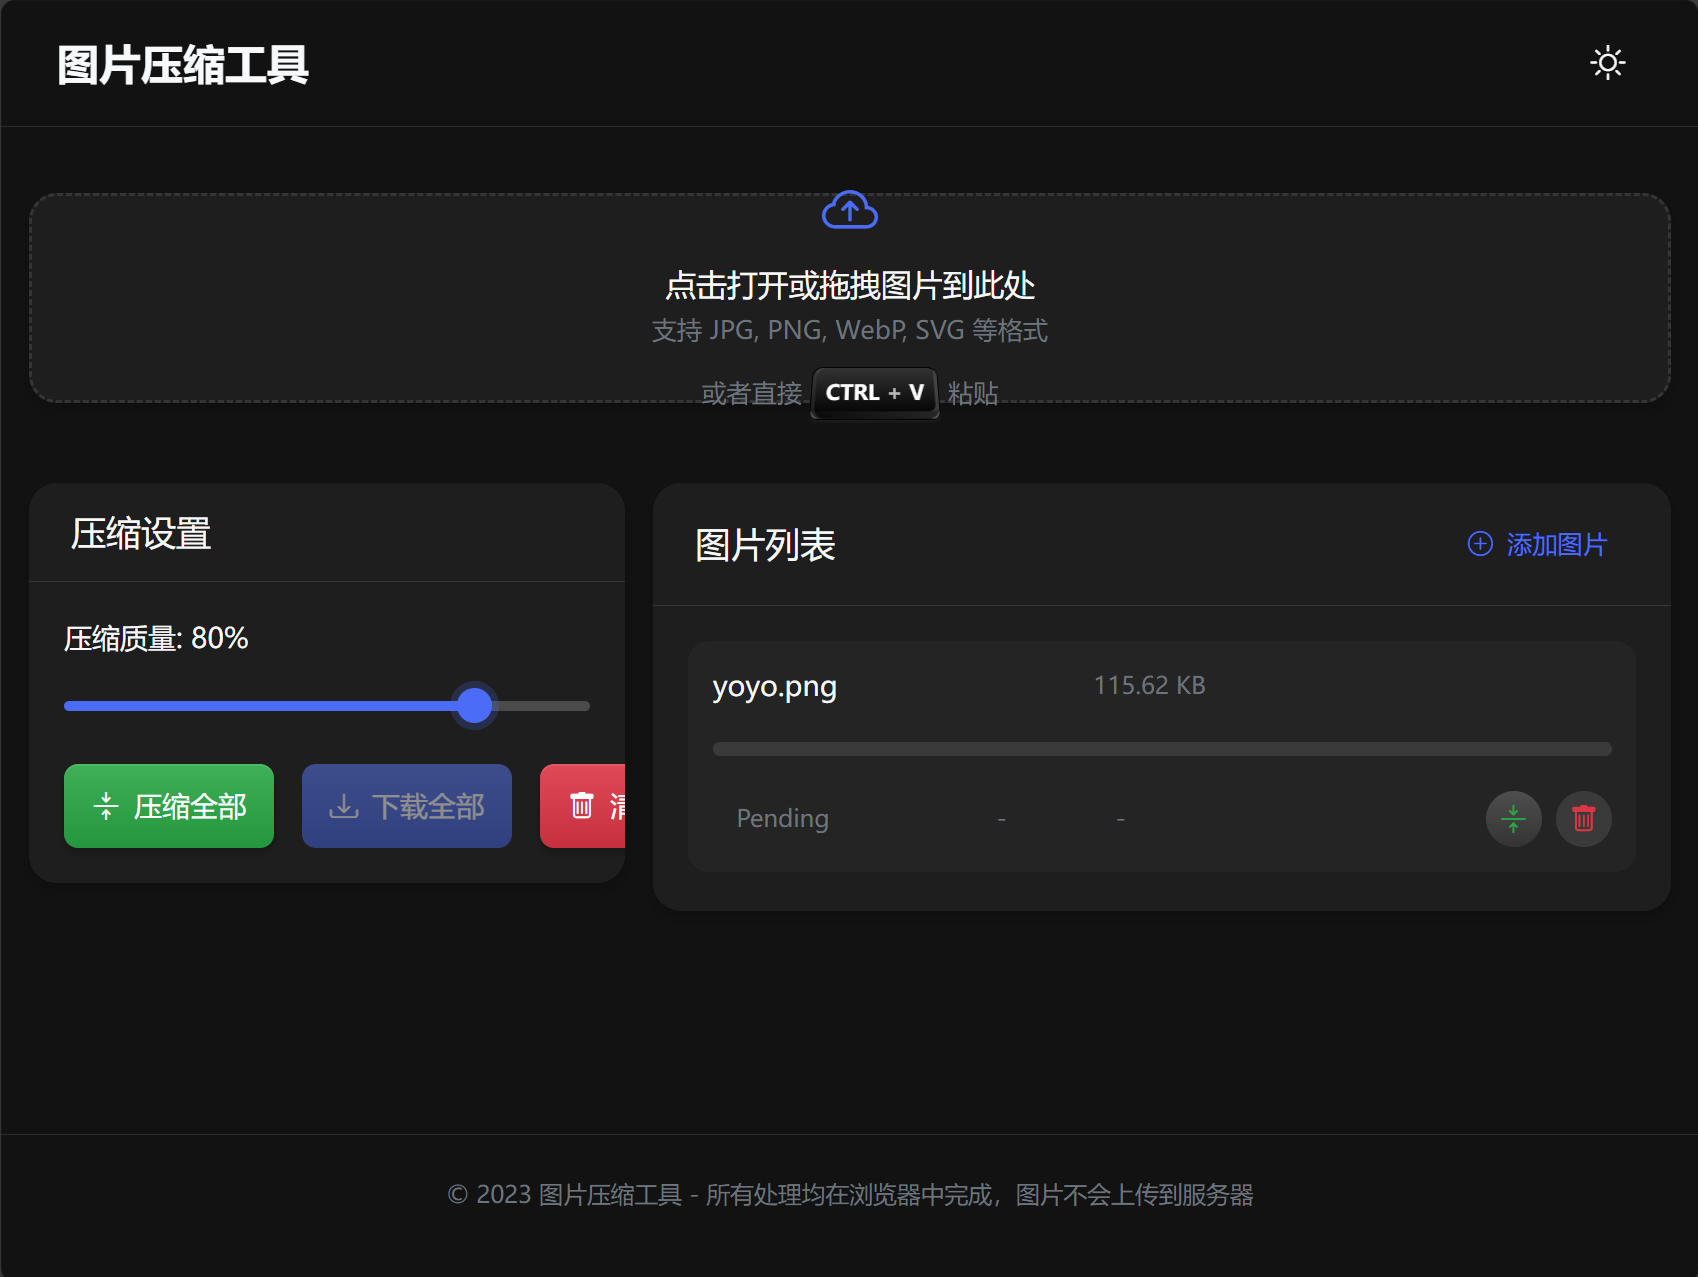 图片压缩工具
点击打开或拖拽图片到此处
支持 JPG, PNG, WebP, SVG 等格式
或者直接 CTRL + V 粘贴
压缩设置
压缩质量: 80%
压缩全部 下载全部 清
图片列表 添加图片
yoyo.png 115.62 KB
Pending - -
© 2023 图片压缩工具 - 所有处理均在浏览器中完成，图片不会上传到服务器